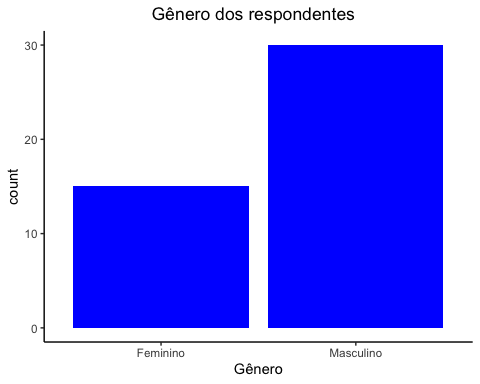 Gênero dos respondentes
30
20
10
0
count
Feminino Masculino
Gênero